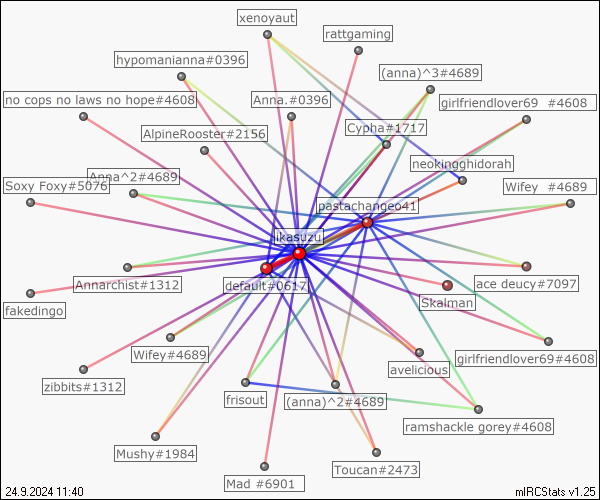 xenoyaut
rattgaming
hypomanianna#0396
(anna)^3#4689
no cops no laws no hope#4608
Anna.#0396
girlfriendlover69 #4608
Cypha#1717
AlpineRooster#2156
neokingghidorah
Anna^2#4689
Soxy Foxy#5076
Wifey #4689
pastachangeo41
ikasuzu
default#0617
Annarchist#1312
ace deucy#7097
Skalman
fakedingo
Wifey#4689
girlfriendlover69#4608
avelicious
zibbits#1312
frisout
(anna)^2#4689
ramshackle gorey#4608
Mushy#1984
Toucan#2473
Mad #6901
24.9.2024 11:40
mIRCStats v1.25